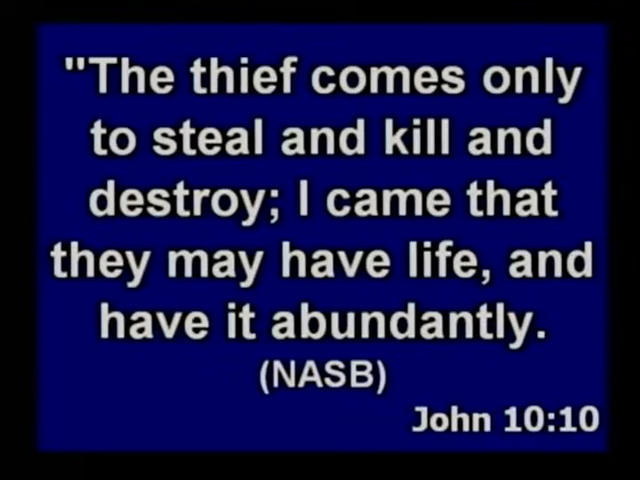 "The thief comes only
to steal and kill and
destroy; I came that
they may have life, and
have it abundantly.
(NASB)
John 10:10